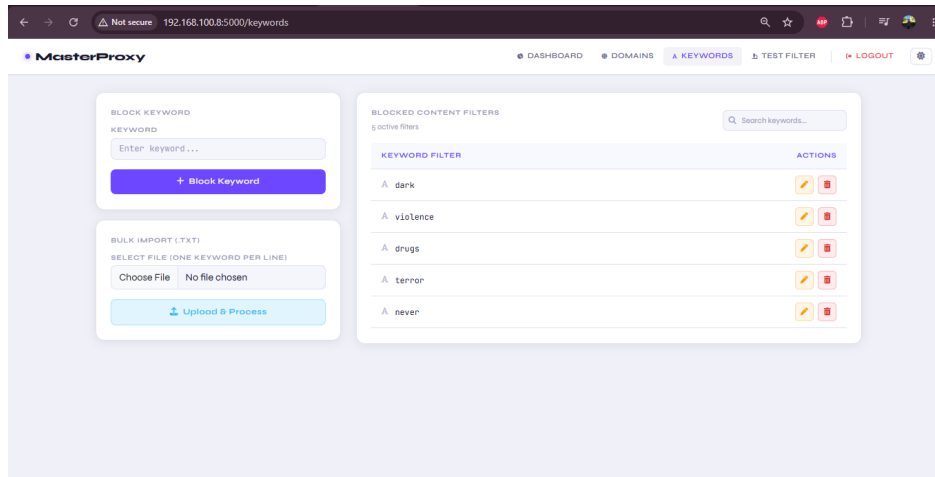 Not secure 192.168.100.8:5000/keywords
ABP
MasterProxy
DASHBOARD DOMAINS KEYWORDS TEST FILTER LOGOUT
BLOCK KEYWORD
KEYWORD
Enter keyword...
+ Block Keyword
BULK IMPORT (.TXT)
SELECT FILE (ONE KEYWORD PER LINE)
Choose File No file chosen
Upload & Process
BLOCKED CONTENT FILTERS
5 active filters
Search keywords...
KEYWORD FILTER ACTIONS
A dark
A violence
A drugs
A terror
A never